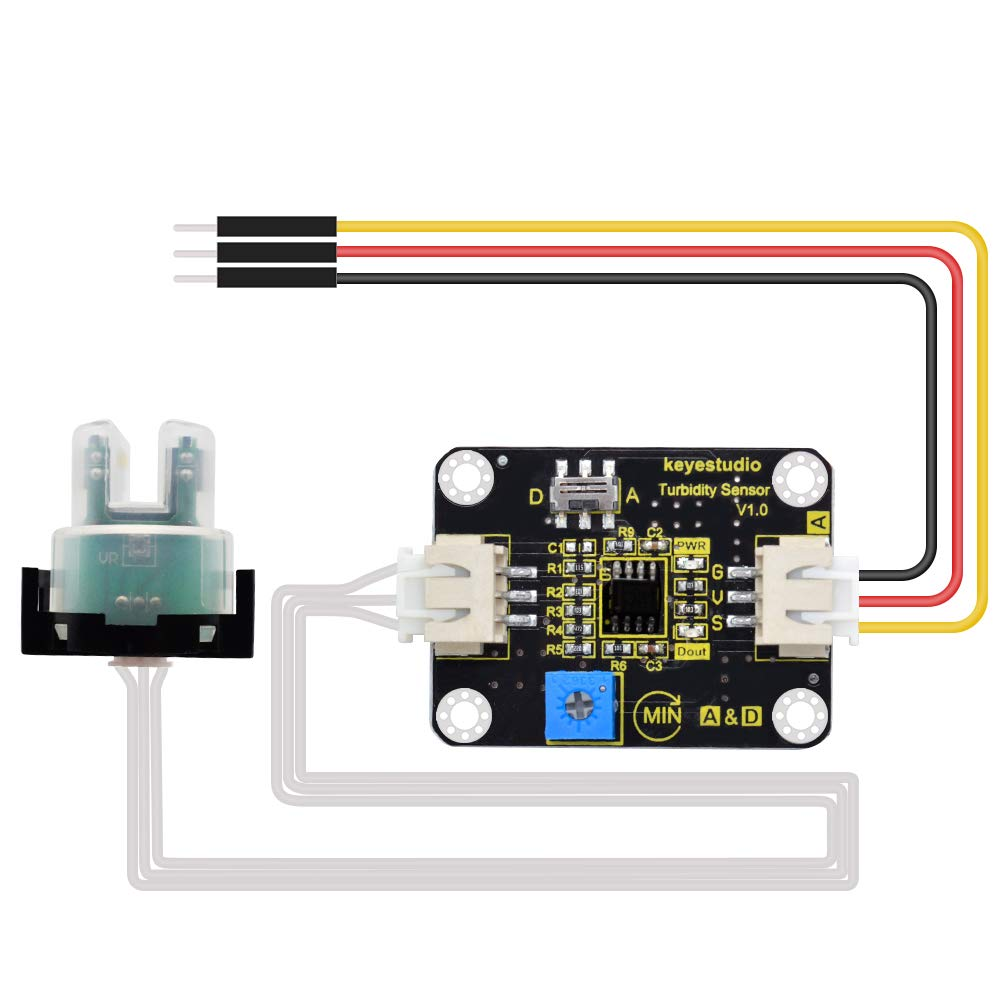 keyestudio
Turbidity Sensor
V1.0
D
A
A
R9
C2
PWR
C1
R1
U1
G
R2
V
R3
S
R4
R5
Dout
R6
C3
MIN
A & D
VR